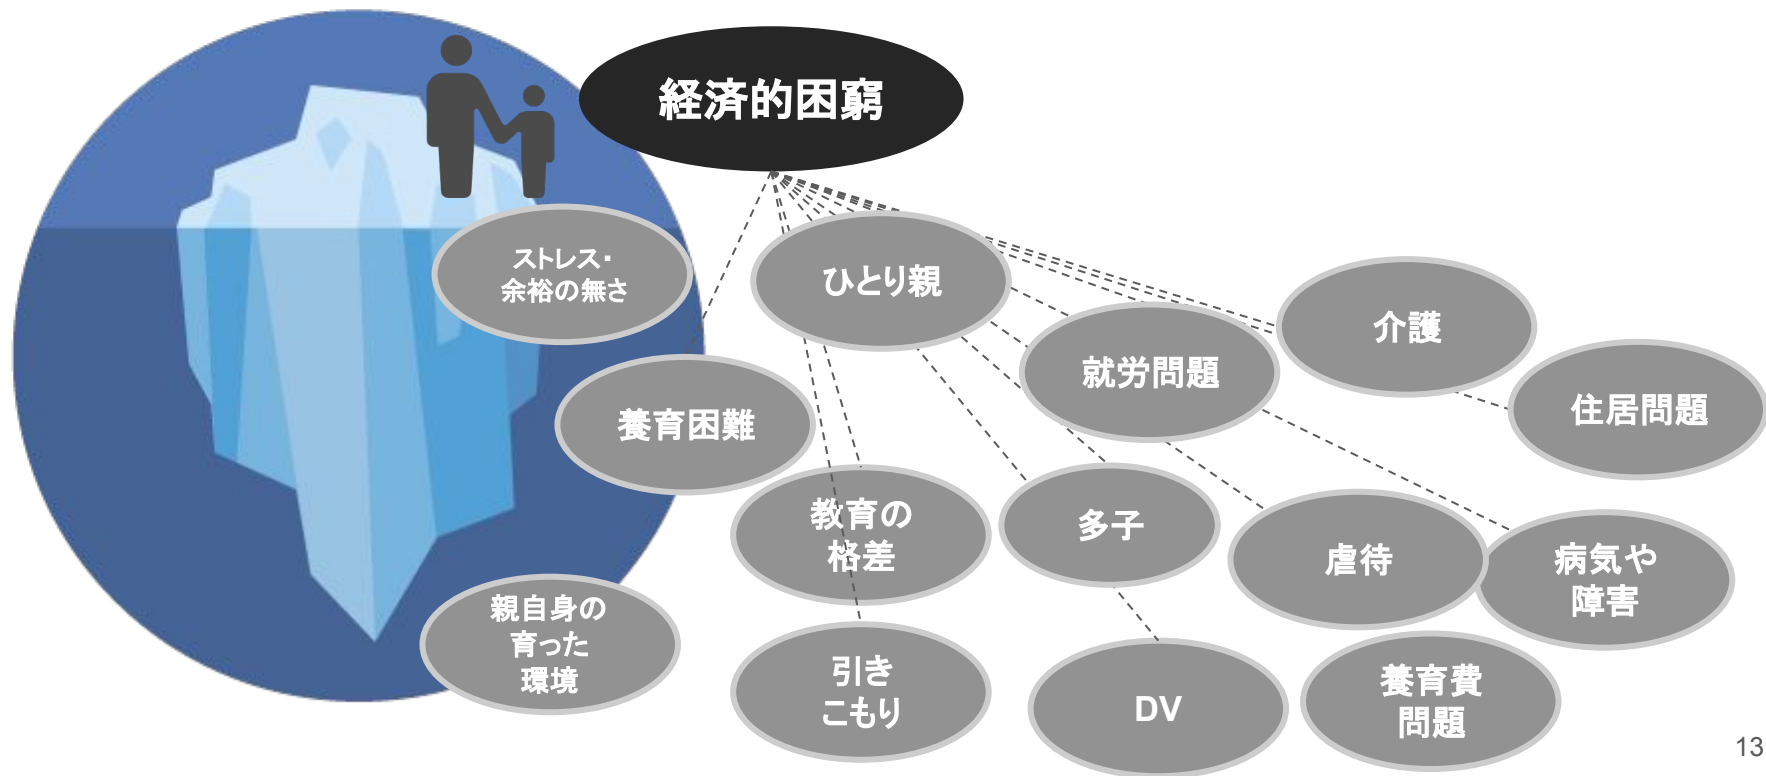 経済的困窮
ストレス・
余裕の無さ
ひとり親
就労問題
介護
住居問題
養育困難
教育の
格差
多子
虐待
病気や
障害
親自身の
育った
環境
引き
こもり
DV
養育費
問題
13